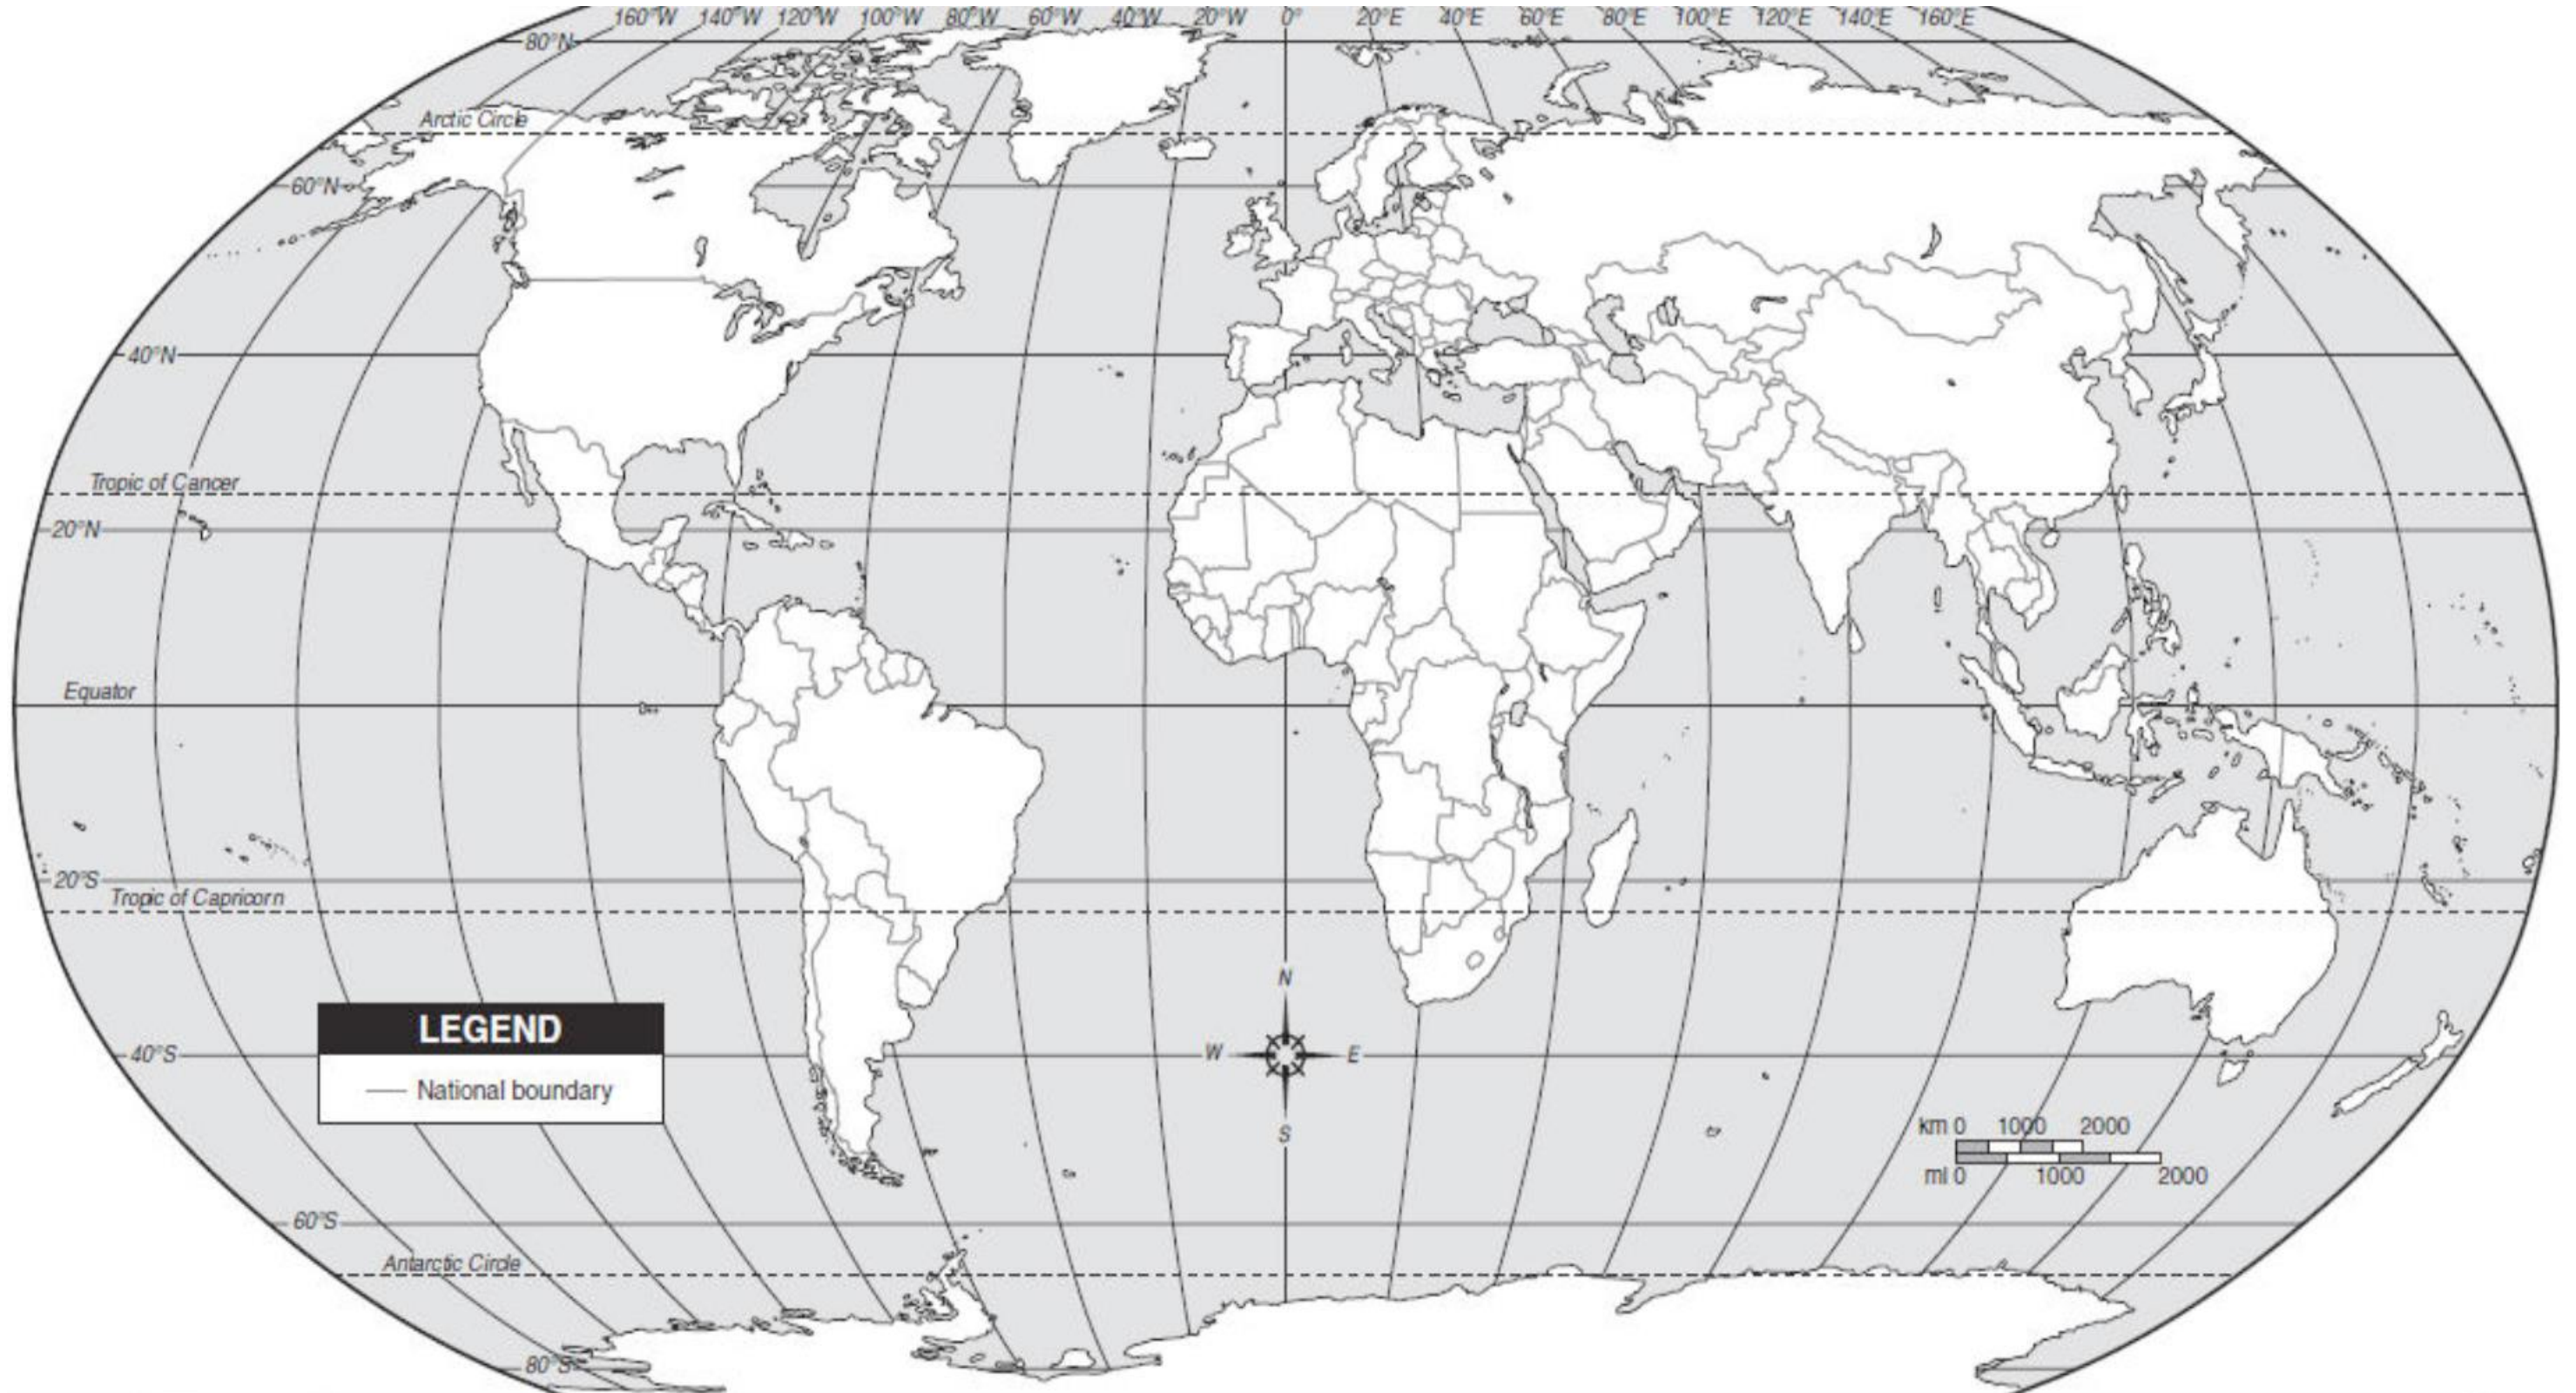 160°W 140°W 120°W 100°W 80°W 60°W 40°W 20°W 0° 20°E 40°E 60°E 80°E 100°E 120°E 140°E 160°E
80°N
Arctic Circle
60°N
40°N
Tropic of Cancer
20°N
Equator
20°S
Tropic of Capricorn
N
LEGEND
40°S
W E
National boundary
km 0 1000 2000
S
mi 0 1000 2000
60°S
Antarctic Circle
80°S